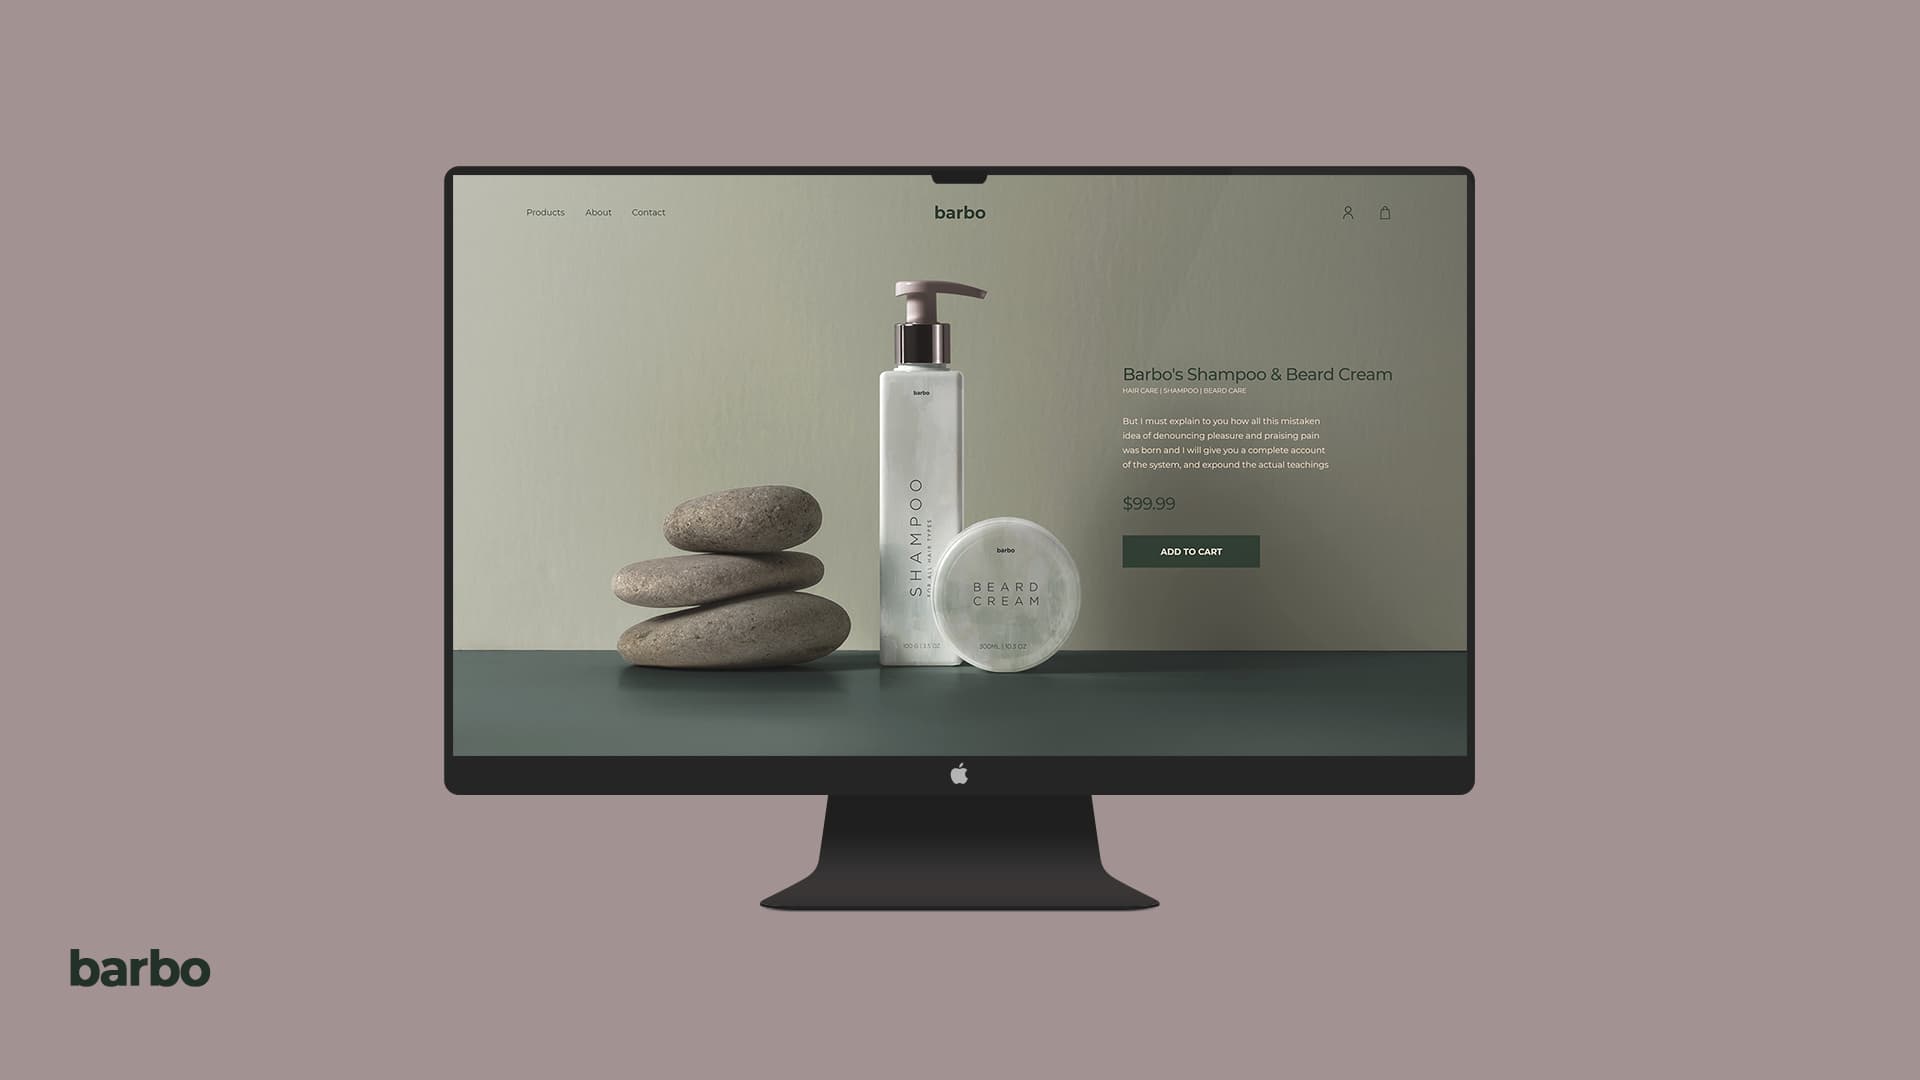 Products About Contact
barbo
barbo
SHAMPOO
FOR ALL HAIR TYPES
100 G | 3.5 OZ
barbo
BEARD
CREAM
300ML | 10.3 OZ
Barbo's Shampoo & Beard Cream
HAIR CARE | SHAMPOO | BEARD CARE
But I must explain to you how all this mistaken
idea of denouncing pleasure and praising pain
was born and I will give you a complete account
of the system, and expound the actual teachings
$99.99
ADD TO CART
barbo